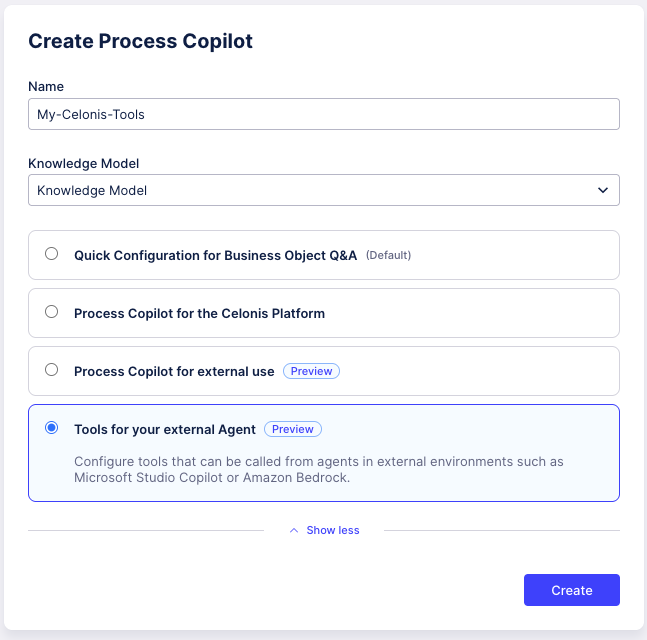 Create Process Copilot
Name
My-Celonis-Tools
Knowledge Model
Knowledge Model
Quick Configuration for Business Object Q&A (Default)
Process Copilot for the Celonis Platform
Process Copilot for external use Preview
Tools for your external Agent Preview
Configure tools that can be called from agents in external environments such as
Microsoft Studio Copilot or Amazon Bedrock.
Show less
Create